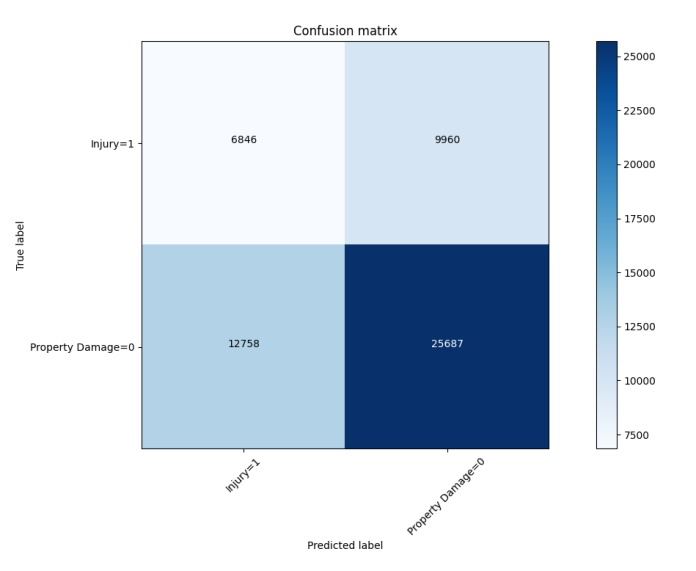 Confusion matrix
25000
22500
20000
17500
15000
12500
10000
7500
Injury=1
6846
9960
True label
Property Damage=0
12758
25687
Injury=1
Property Damage=0
Predicted label